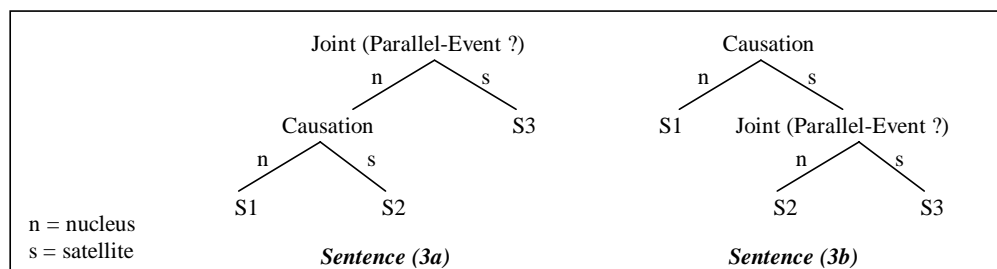 Joint (Parallel-Event ?) Causation
n s n s
Causation S3 S1 Joint (Parallel-Event ?)
n s n s
S1 S2 S2 S3
n = nucleus
s = satellite Sentence (3a) Sentence (3b)